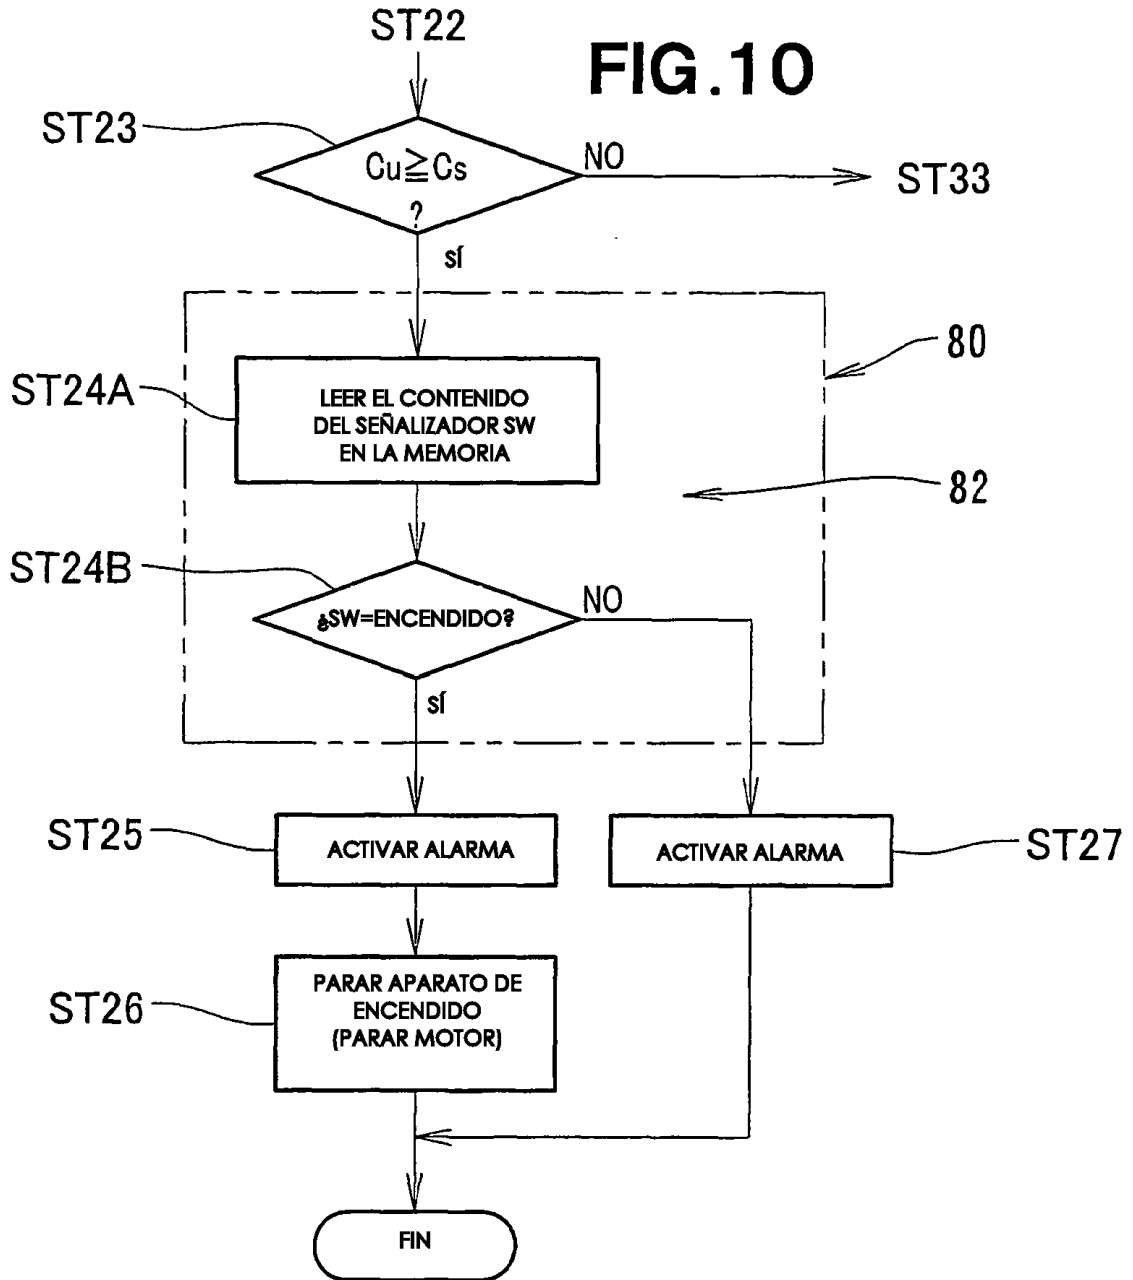 ST22
FIG.10
ST23
Cu≧Cs
?
NO
ST33
sí
80
ST24A
LEER EL CONTENIDO
DEL SEÑALIZADOR SW
EN LA MEMORIA
82
ST24B
¿SW=ENCENDIDO?
NO
sí
ST25
ACTIVAR ALARMA
ACTIVAR ALARMA
ST27
ST26
PARAR APARATO DE
ENCENDIDO
(PARAR MOTOR)
FIN